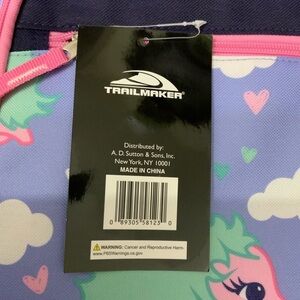 TRAILMAKER
Distributed by:
A. D. Sutton & Sons, Inc.
New York, NY 10001
MADE IN CHINA
0 89305 58123 0
WARNING: Cancer and Reproductive Harm-
www.P65Warnings.ca.gov